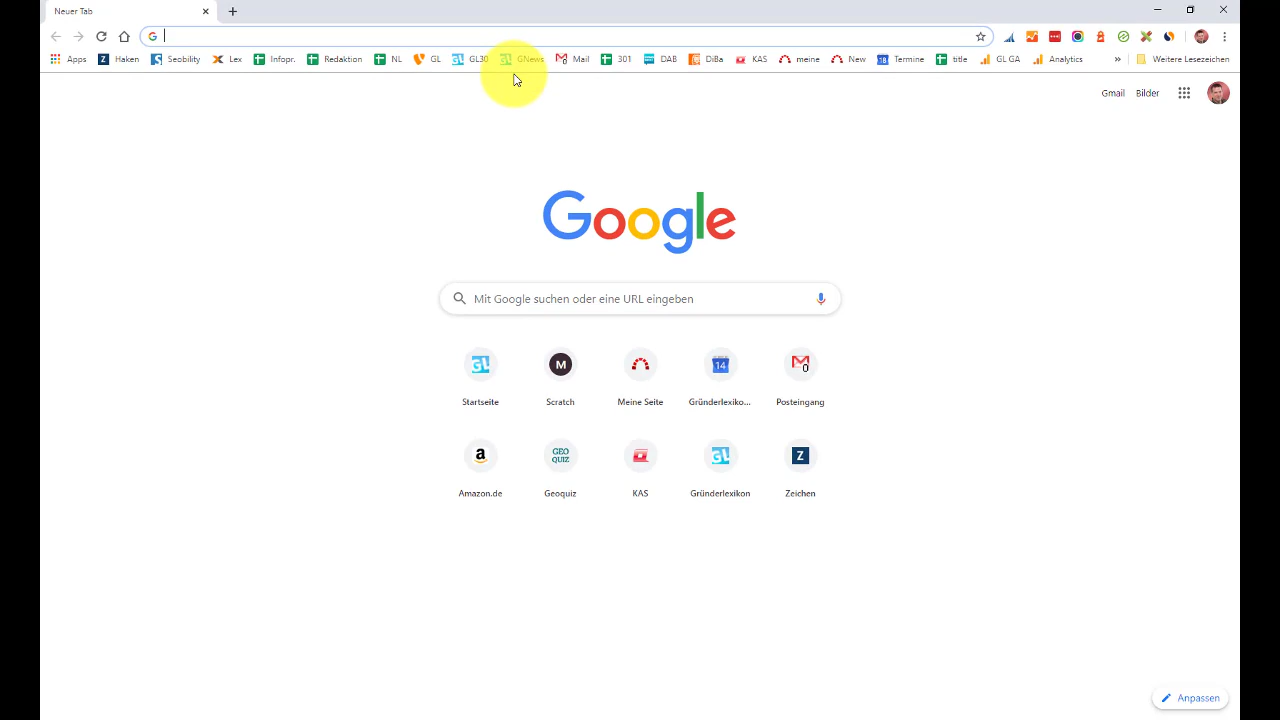 Neuer Tab
Apps Haken Seobility Lex Infopr. Redaktion NL GL GL30 GNews Mail 301 DAB DiBa KAS meine New Termine title GL GA Analytics » Weitere Lesezeichen
Gmail Bilder
Google
Mit Google suchen oder eine URL eingeben
Startseite Scratch Meine Seite Gründerlexiko... Posteingang
Amazon.de Geoquiz KAS Gründerlexikon Zeichen
Anpassen